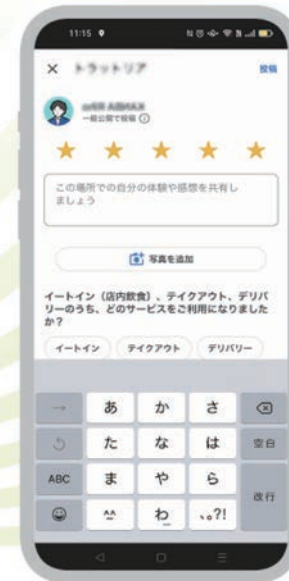 11:15
投稿
一般公開で投稿
この場所での自分の体験や感想を共有し
ましょう
写真を追加
イートイン（店内飲食）、テイクアウト、デリバ
リーのうち、どのサービスをご利用になりました
か？
イートイン テイクアウト デリバリー
→ あ か さ
た な は 空白
ABC ま や ら 改行
^^ わ 、。?!